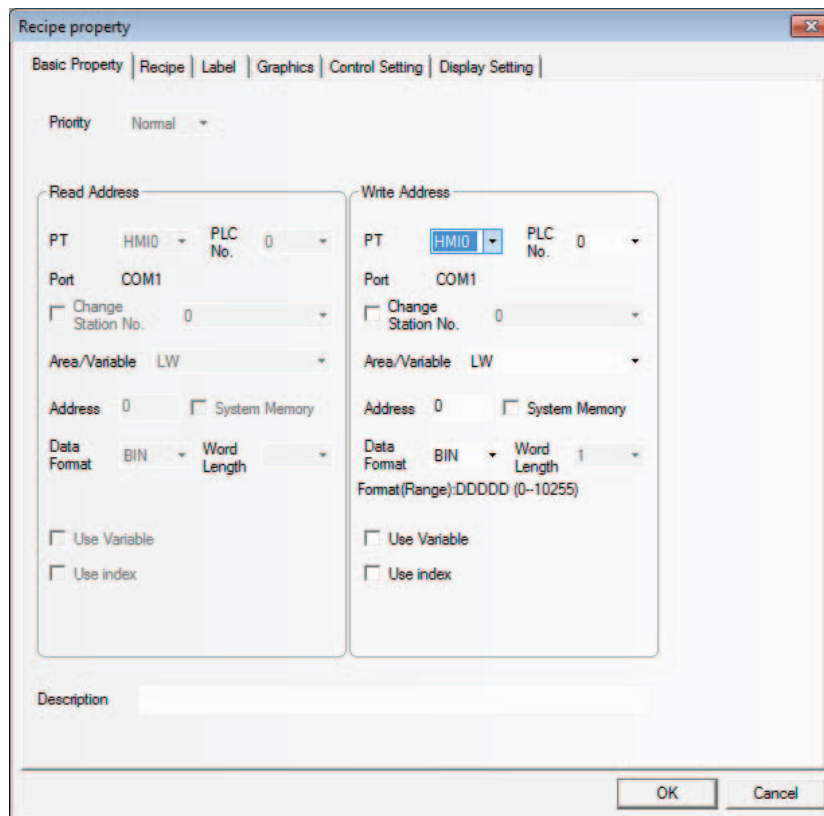 Recipe property
Basic Property Recipe Label Graphics Control Setting Display Setting
Priority Normal
Read Address
PT HMI0 PLC No. 0
Port COM1
Change Station No. 0
Area/Variable LW
Address 0 System Memory
Data Format BIN Word Length
Use Variable
Use index
Write Address
PT HMI0 PLC No. 0
Port COM1
Change Station No. 0
Area/Variable LW
Address 0 System Memory
Data Format BIN Word Length 1
Format(Range):DDDDD (0--10255)
Use Variable
Use index
Description
OK Cancel